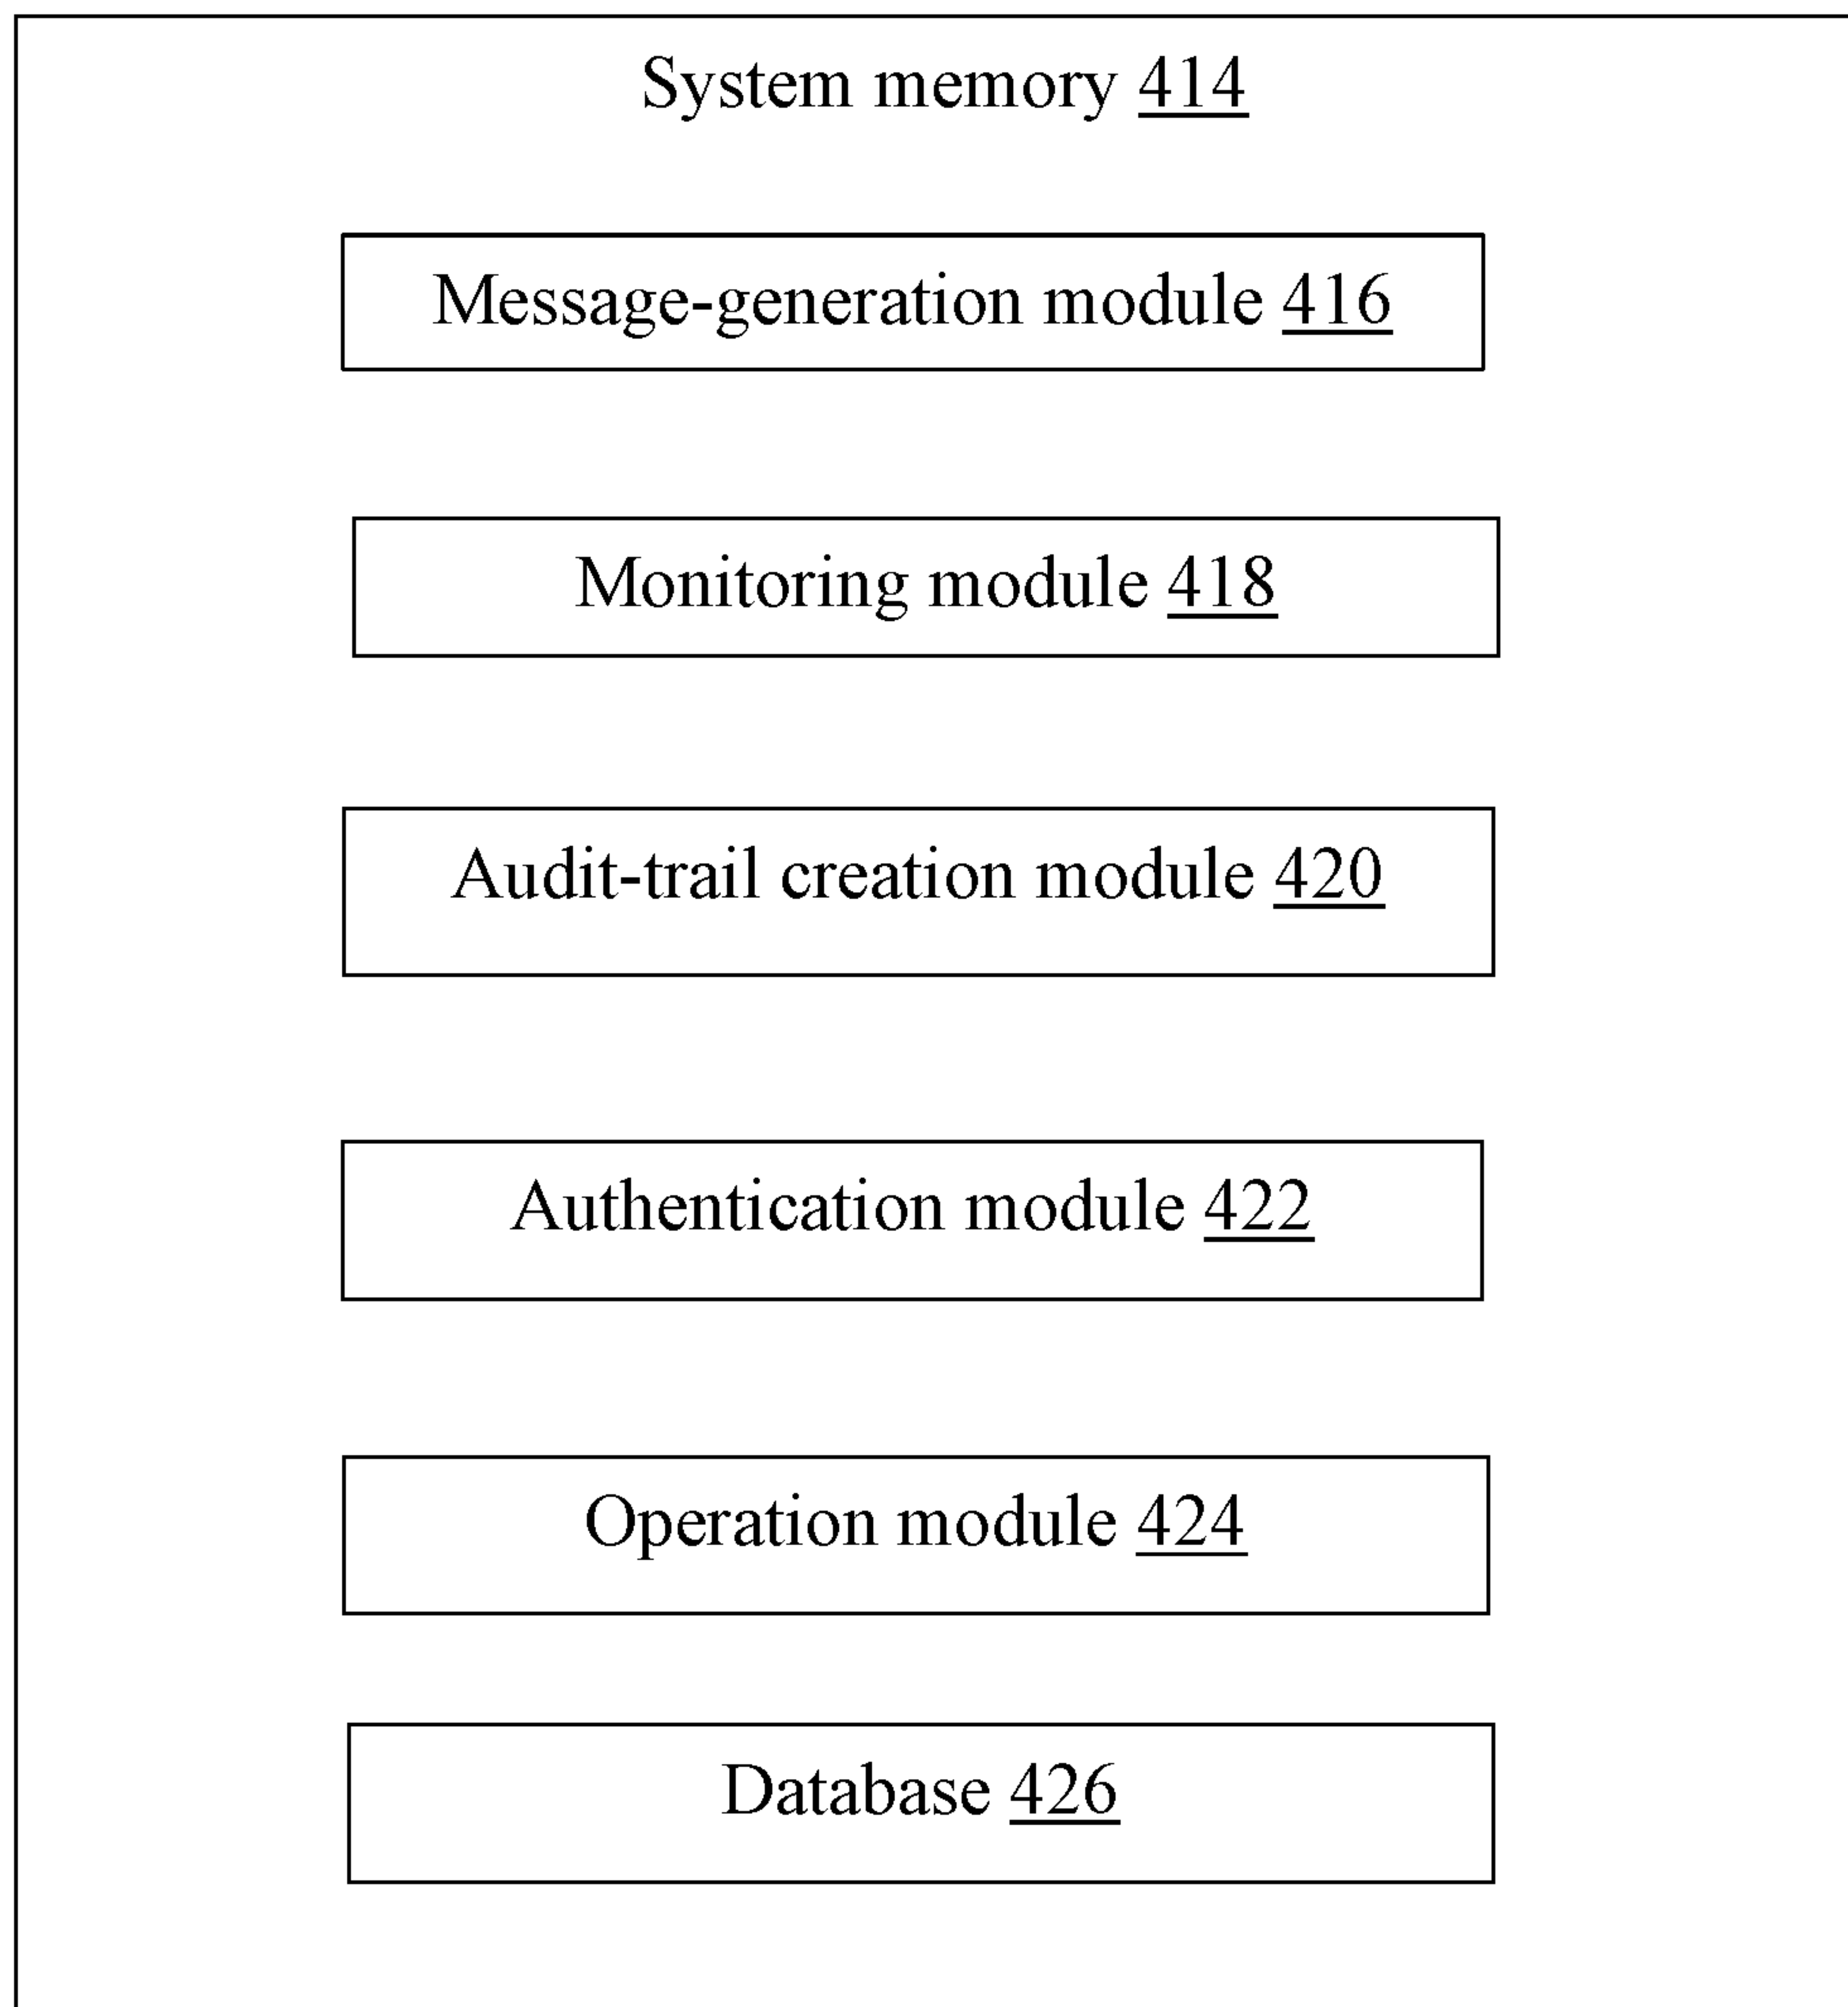 System memory 414
Message-generation module 416
Monitoring module 418
Audit-trail creation module 420
Authentication module 422
Operation module 424
Database 426